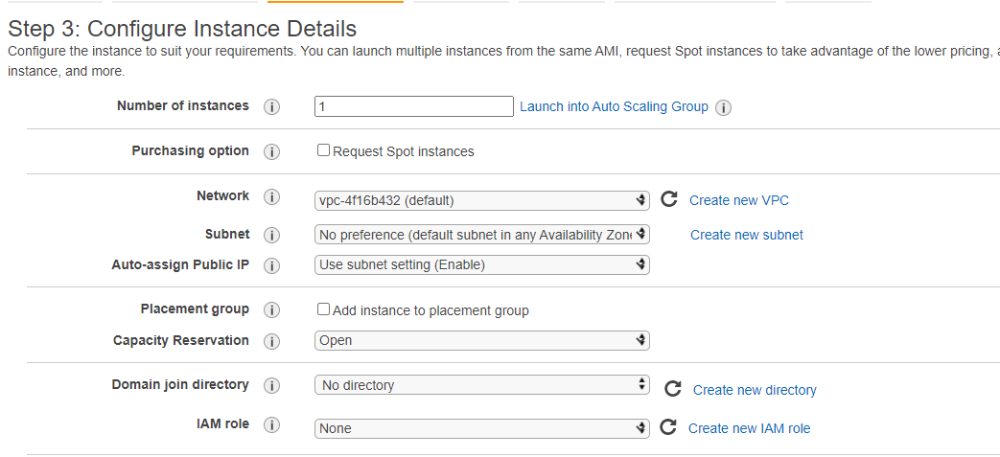 Step 3: Configure Instance Details
Configure the instance to suit your requirements. You can launch multiple instances from the same AMI, request Spot instances to take advantage of the lower pricing,
instance, and more.
Number of instances i 1 Launch into Auto Scaling Group i
Purchasing option i Request Spot instances
Network i vpc-4f16b432 (default) Create new VPC
Subnet i No preference (default subnet in any Availability Zone Create new subnet
Auto-assign Public IP i Use subnet setting (Enable)
Placement group i Add instance to placement group
Capacity Reservation i Open
Domain join directory i No directory Create new directory
IAM role i None Create new IAM role